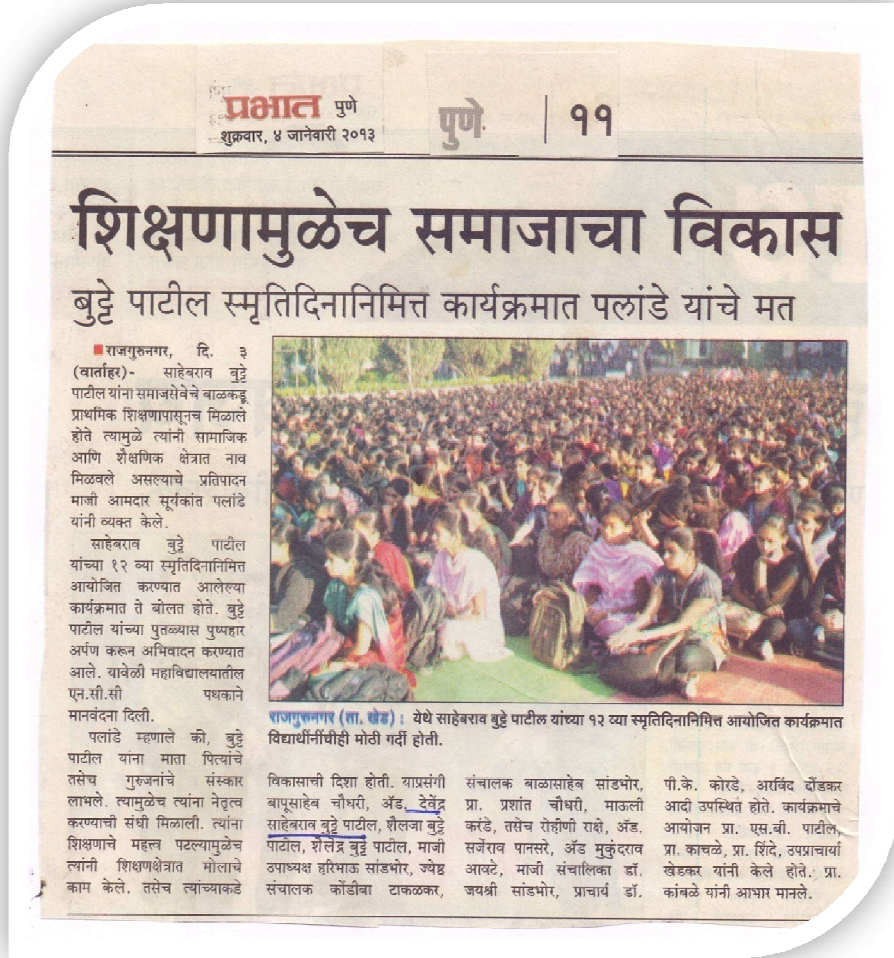 प्रभात पुणे
शुक्रवार, ४ जानेवारी २०१३
पुणे
११
शिक्षणामुळेच समाजाचा विकास
बुट्टे पाटील स्मृतिदिनानिमित्त कार्यक्रमात पलांडे यांचे मत
राजगुरुनगर, दि. ३
(वार्ताहर)- साहेबराव बुट्टे
पाटील यांना समाजसेवेचे बाळकडू
प्राथमिक शिक्षणापासूनच मिळाले
होते त्यामुळे त्यांनी सामाजिक
आणि शैक्षणिक क्षेत्रात नाव
मिळवले असल्याचे प्रतिपादन
माजी आमदार सूर्यकांत पलांडे
यांनी व्यक्त केले.
साहेबराव बुट्टे पाटील
यांच्या १२ व्या स्मृतिदिनानिमित्त
आयोजित करण्यात आलेल्या
कार्यक्रमात ते बोलत होते. बुट्टे
पाटील यांच्या पुतळ्यास पुष्पहार
अर्पण करून अभिवादन करण्यात
आले. यावेळी महाविद्यालयातील
एन.सी.सी पथकाने
मानवंदना दिली.
पलांडे म्हणाले की, बुट्टे
पाटील यांना माता पित्यांचे
तसेच गुरुजनांचे संस्कार
लाभले. त्यामुळेच त्यांना नेतृत्व
करण्याची संधी मिळाली. त्यांना
शिक्षणाचे महत्त्व पटल्यामुळेच
त्यांनी शिक्षणक्षेत्रात मोलाचे
काम केले. तसेच त्यांच्याकडे
राजगुरुनगर (ता. खेड) : येथे साहेबराव बुट्टे पाटील यांच्या १२ व्या स्मृतिदिनानिमित्त आयोजित कार्यक्रमात
विद्यार्थीनींचीही मोठी गर्दी होती.
विकासाची दिशा होती. याप्रसंगी
बापूसाहेब चौधरी, अॅड. देवेंद्र
साहेबराव बुट्टे पाटील, शैलजा बुट्टे
पाटील, शैलेंद्र बुट्टे पाटील, माजी
उपाध्यक्ष हरिभाऊ सांडभोर, ज्येष्ठ
संचालक कोंडीबा टाकळकर,
संचालक बाळासाहेब सांडभोर,
प्रा. प्रशांत चौधरी, माऊली
करंडे, तसेच रोहीणी राक्षे, अॅड.
सर्जेराव पानसरे, अॅड मुकुंदराव
आवटे, माजी संचालिका डॉ.
जयश्री सांडभोर, प्राचार्य डॉ.
पी.के. कोरडे, अरविंद दोंडकर
आदी उपस्थित होते. कार्यक्रमाचे
आयोजन प्रा. एस.बी. पाटील,
प्रा. काचळे, प्रा. शिंदे, उपप्राचार्या
खेडकर यांनी केले होते. प्रा.
कांबळे यांनी आभार मानले.